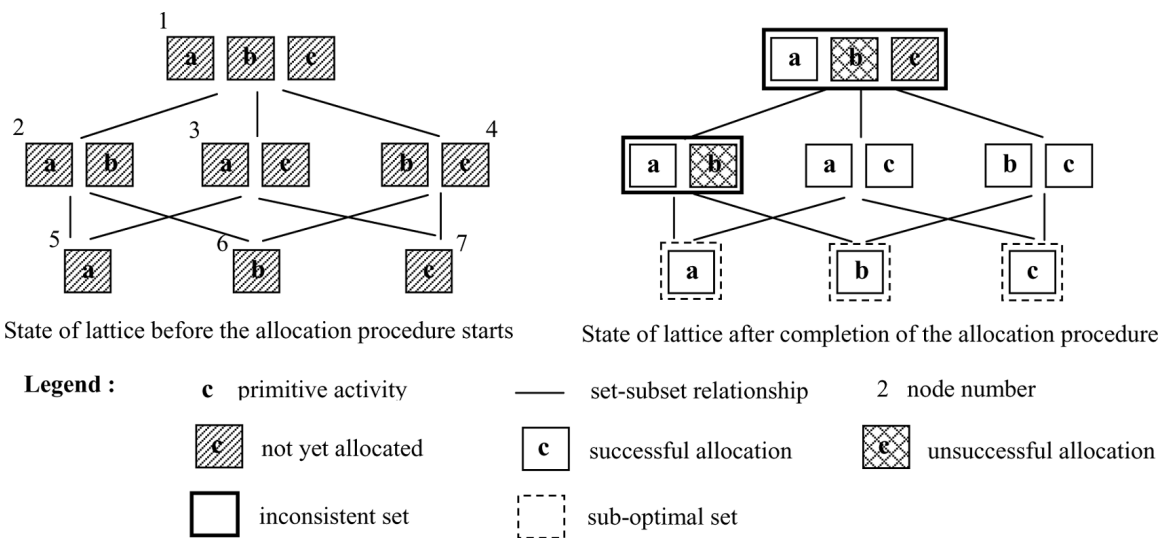 1
a b c
a b c
2 3 4
a b a c b c
a b a c b c
5 6 7
a b c
a b c
State of lattice before the allocation procedure starts
State of lattice after completion of the allocation procedure
Legend :
c primitive activity
set-subset relationship
2 node number
c not yet allocated
c successful allocation
c unsuccessful allocation
inconsistent set
sub-optimal set